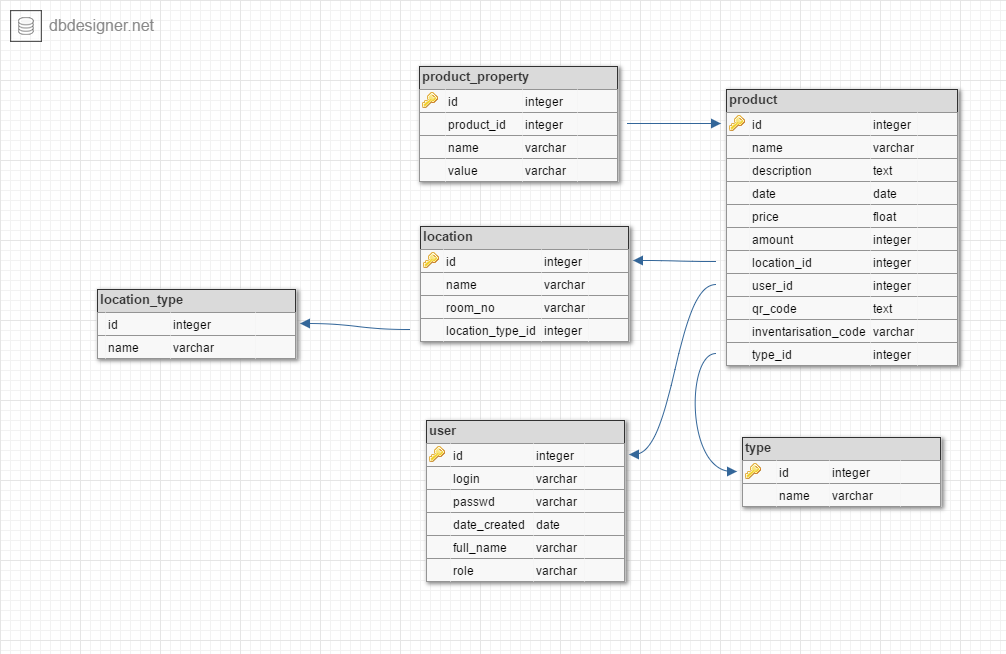 dbdesigner.net
product_property
id integer
product_id integer
name varchar
value varchar
product
id integer
name varchar
description text
date date
price float
amount integer
location_id integer
user_id integer
qr_code text
inventarisation_code varchar
type_id integer
location
id integer
name varchar
room_no varchar
location_type_id integer
location_type
id integer
name varchar
user
id integer
login varchar
passwd varchar
date_created date
full_name varchar
role varchar
type
id integer
name varchar